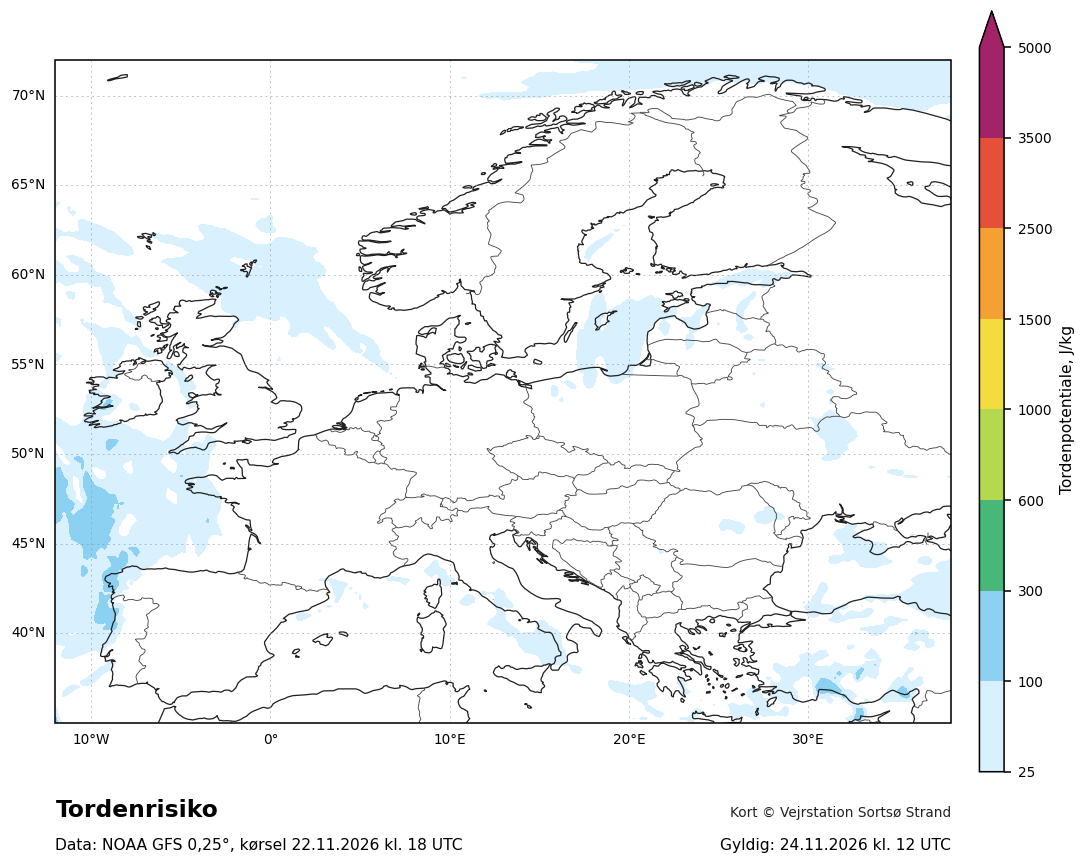 70°N
65°N
60°N
55°N
50°N
45°N
40°N
10°W
0°
10°E
20°E
30°E
5000
3500
2500
1500
1000
600
300
100
25
Tordenpotentiale, J/kg
Tordenrisiko
Kort © Vejrstation Sortsø Strand
Data: NOAA GFS 0,25°, kørsel 22.11.2026 kl. 18 UTC
Gyldig: 24.11.2026 kl. 12 UTC